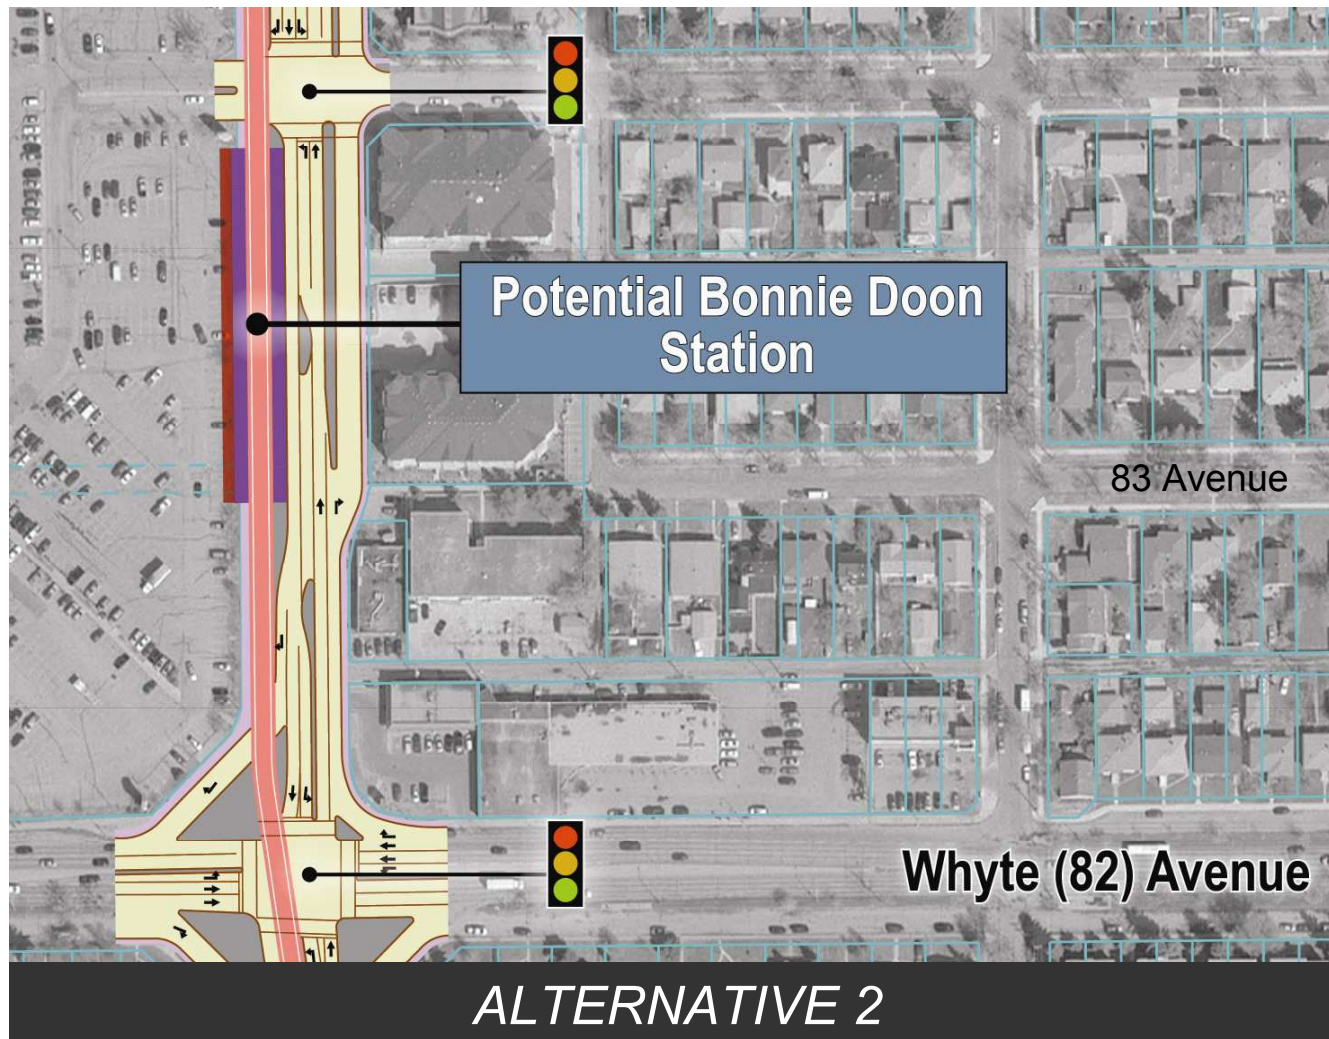 Potential Bonnie Doon
Station
83 Avenue
Whyte (82) Avenue
ALTERNATIVE 2